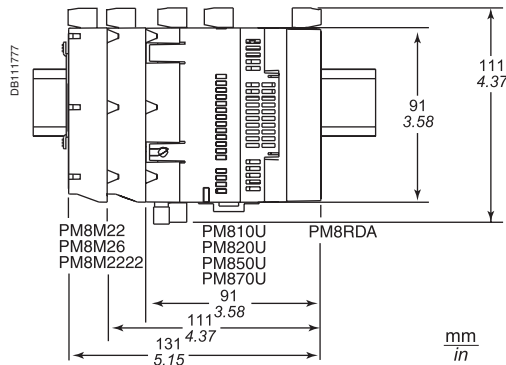 DB111777
111
4.37
91
3.58
PM8M22
PM8M26
PM8M2222
PM810U
PM820U
PM850U
PM870U
PM8RDA
91
3.58
111
4.37
131
5.15
mm
in